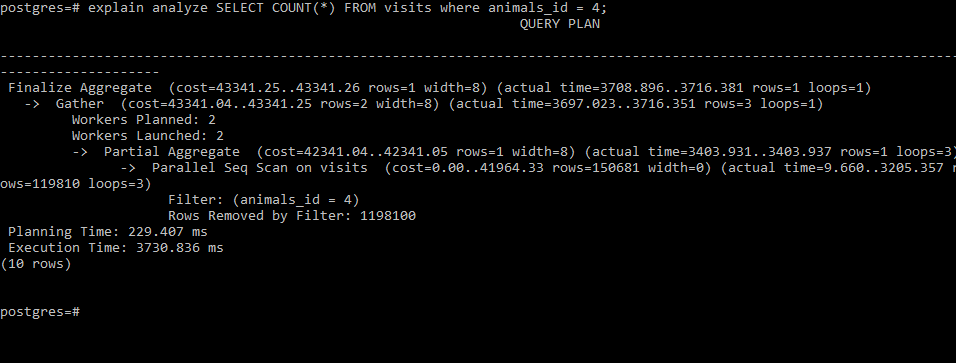 postgres=# explain analyze SELECT COUNT(*) FROM visits where animals_id = 4;
QUERY PLAN
------------------------------------------------------------------------------------------------------------------------
--------------------
Finalize Aggregate  (cost=43341.25..43341.26 rows=1 width=8) (actual time=3708.896..3716.381 rows=1 loops=1)
->  Gather  (cost=43341.04..43341.25 rows=2 width=8) (actual time=3697.023..3716.351 rows=3 loops=1)
Workers Planned: 2
Workers Launched: 2
->  Partial Aggregate  (cost=42341.04..42341.05 rows=1 width=8) (actual time=3403.931..3403.937 rows=1 loops=3)
->  Parallel Seq Scan on visits  (cost=0.00..41964.33 rows=150681 width=0) (actual time=9.660..3205.357 r
ows=119810 loops=3)
Filter: (animals_id = 4)
Rows Removed by Filter: 1198100
Planning Time: 229.407 ms
Execution Time: 3730.836 ms
(10 rows)
postgres=#